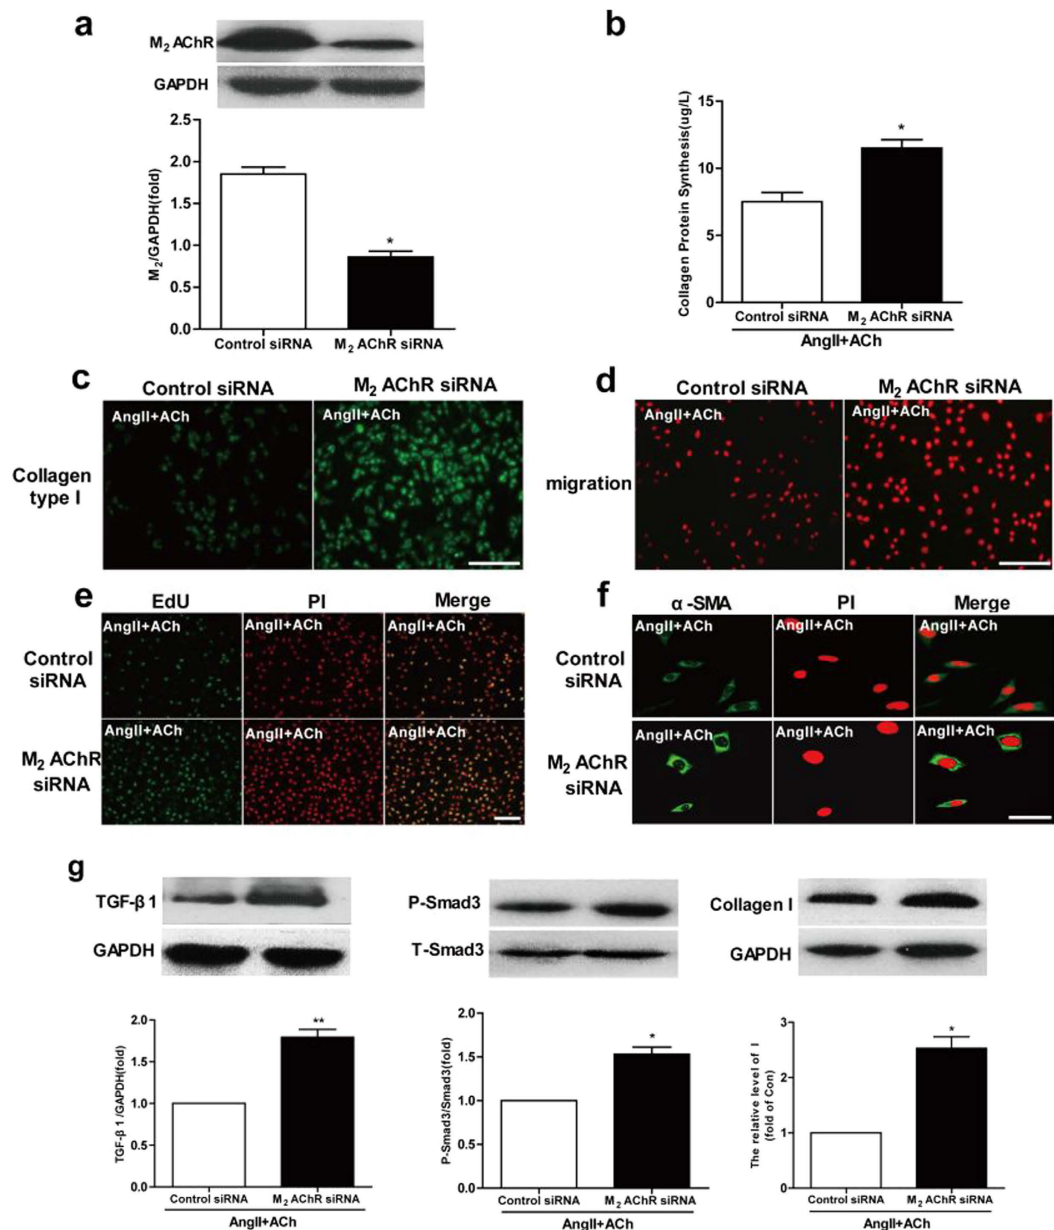 a
M2 AChR
GAPDH
2.5
2.0
1.5
1.0
0.5
0.0
M2/GAPDH(fold)
*
Control siRNA
M2 AChR siRNA
b
15
10
5
0
Collagen Protein Synthesis(ug/L)
*
Control siRNA
M2 AChR siRNA
AngII+ACh
c
Control siRNA
M2 AChR siRNA
Collagen
type I
AngII+ACh
AngII+ACh
d
Control siRNA
M2 AChR siRNA
migration
AngII+ACh
AngII+ACh
e
EdU
PI
Merge
Control
siRNA
AngII+ACh
AngII+ACh
AngII+ACh
M2 AChR
siRNA
AngII+ACh
AngII+ACh
AngII+ACh
f
α-SMA
PI
Merge
Control
siRNA
AngII+ACh
AngII+ACh
AngII+ACh
M2 AChR
siRNA
AngII+ACh
AngII+ACh
AngII+ACh
g
TGF-β 1
GAPDH
2.0
1.5
1.0
0.5
0.0
TGF-β 1/GAPDH(fold)
**
Control siRNA
M2 AChR siRNA
AngII+ACh
P-Smad3
T-Smad3
2.0
1.5
1.0
0.5
0.0
P-Smad3/Smad3(fold)
*
Control siRNA
M2 AChR siRNA
AngII+ACh
Collagen I
GAPDH
3
2
1
0
The relative level of I
(fold of Con)
*
Control siRNA
M2 AChR siRNA
AngII+ACh